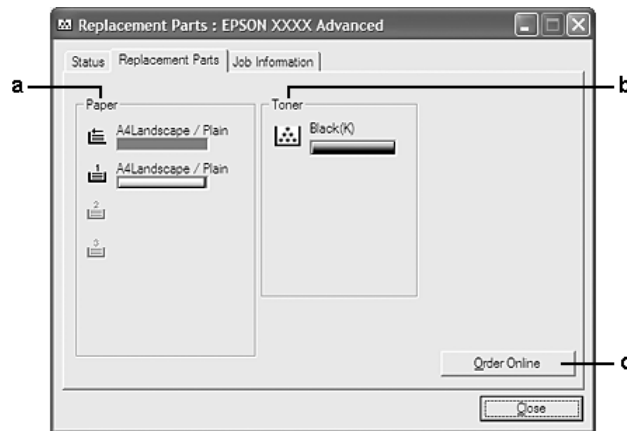 Replacement Parts : EPSON XXXX Advanced
Status Replacement Parts Job Information
a
b
Paper
Toner
A4Landscape / Plain
Black(K)
1
A4Landscape / Plain
2
3
Order Online
c
Close